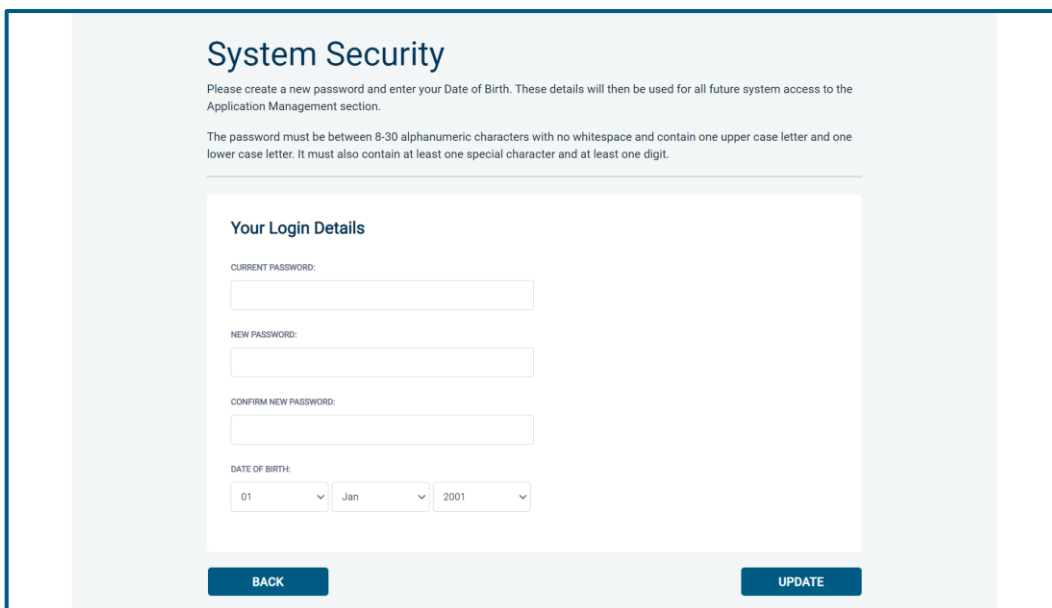 System Security
Please create a new password and enter your Date of Birth. These details will then be used for all future system access to the
Application Management section.
The password must be between 8-30 alphanumeric characters with no whitespace and contain one upper case letter and one
lower case letter. It must also contain at least one special character and at least one digit.
Your Login Details
CURRENT PASSWORD:
NEW PASSWORD:
CONFIRM NEW PASSWORD:
DATE OF BIRTH:
01 Jan 2001
BACK UPDATE